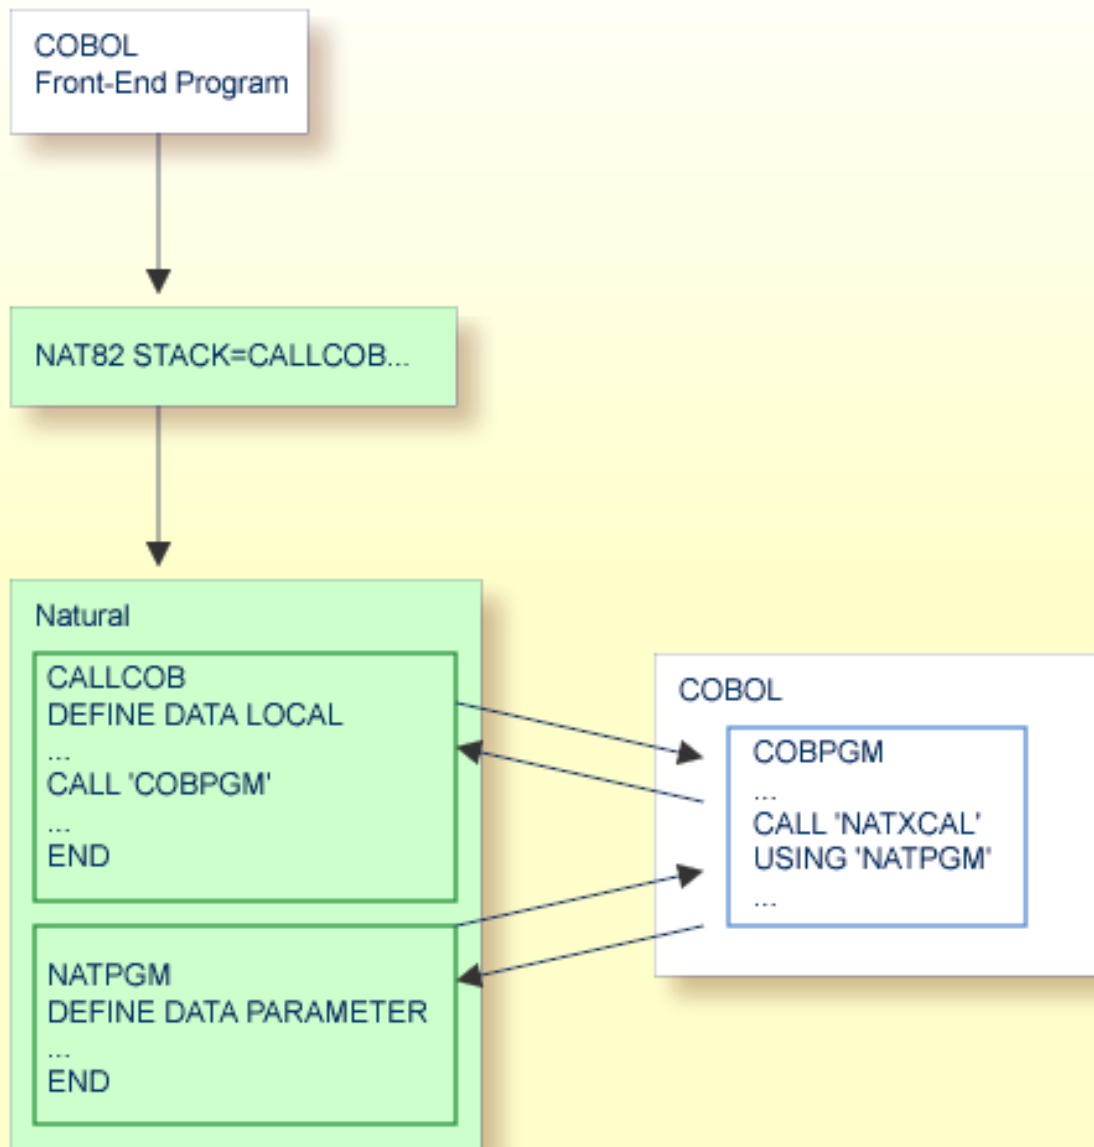 COBOL
Front-End Program
NAT82 STACK=CALLCOB...
Natural
CALLCOB
DEFINE DATA LOCAL
...
CALL 'COBPGM'
...
END
COBOL
COBPGM
...
CALL 'NATXCAL'
USING 'NATPGM'
...
NATPGM
DEFINE DATA PARAMETER
...
END